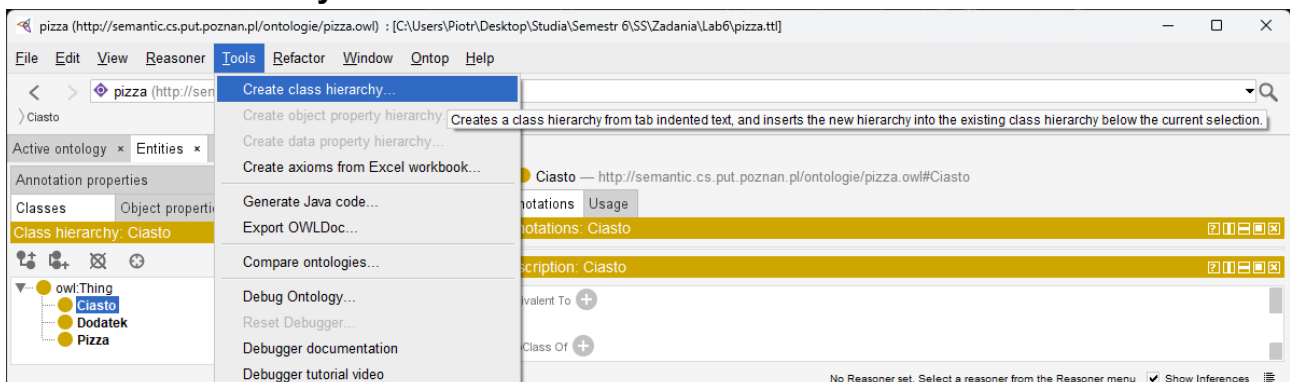 pizza (http://semantic.cs.put.poznan.pl/ontologie/pizza.owl) : [C:\Users\Piotr\Desktop\Studia\Semestr 6\SS\Zadania\Lab6\pizza.ttl]
File Edit View Reasoner Tools Refactor Window Ontop Help
pizza (http://sen
Create class hierarchy...
Ciasto
Create object property hierarchy.
Creates a class hierarchy from tab indented text, and inserts the new hierarchy into the existing class hierarchy below the current selection.
Active ontology × Entities ×
Create data property hierarchy...
Create axioms from Excel workbook...
Annotation properties
Ciasto — http://semantic.cs.put.poznan.pl/ontologie/pizza.owl#Ciasto
Classes Object properti
Generate Java code...
notations Usage
Class hierarchy: Ciasto
Export OWLDoc...
notations: Ciasto
Compare ontologies...
scription: Ciasto
owl:Thing
Ciasto
Dodatek
Pizza
Debug Ontology...
ivalent To
Reset Debugger...
Debugger documentation
Class Of
Debugger tutorial video
No Reasoner set. Select a reasoner from the Reasoner menu Show Inferences